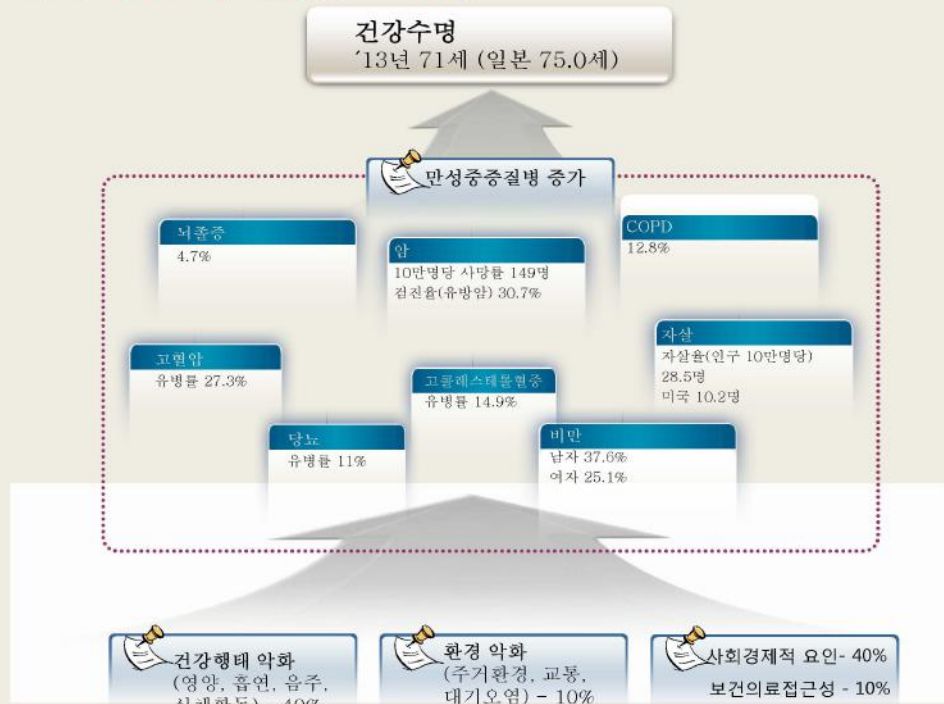 건강수명
´13년 71세 (일본 75.0세)
만성중증질병 증가
뇌졸증
4.7%
암
10만명당 사망률 149명
검진율(유방암) 30.7%
COPD
12.8%
고혈압
유병률 27.3%
고콜레스테롤혈증
유병률 14.9%
자살
자살율(인구 10만명당)
28.5명
미국 10.2명
당뇨
유병률 11%
비만
남자 37.6%
여자 25.1%
건강행태 악화
(영양, 흡연, 음주,
환경 악화
(주거환경, 교통,
대기오염) - 10%
사회경제적 요인- 40%
보건의료접근성 - 10%